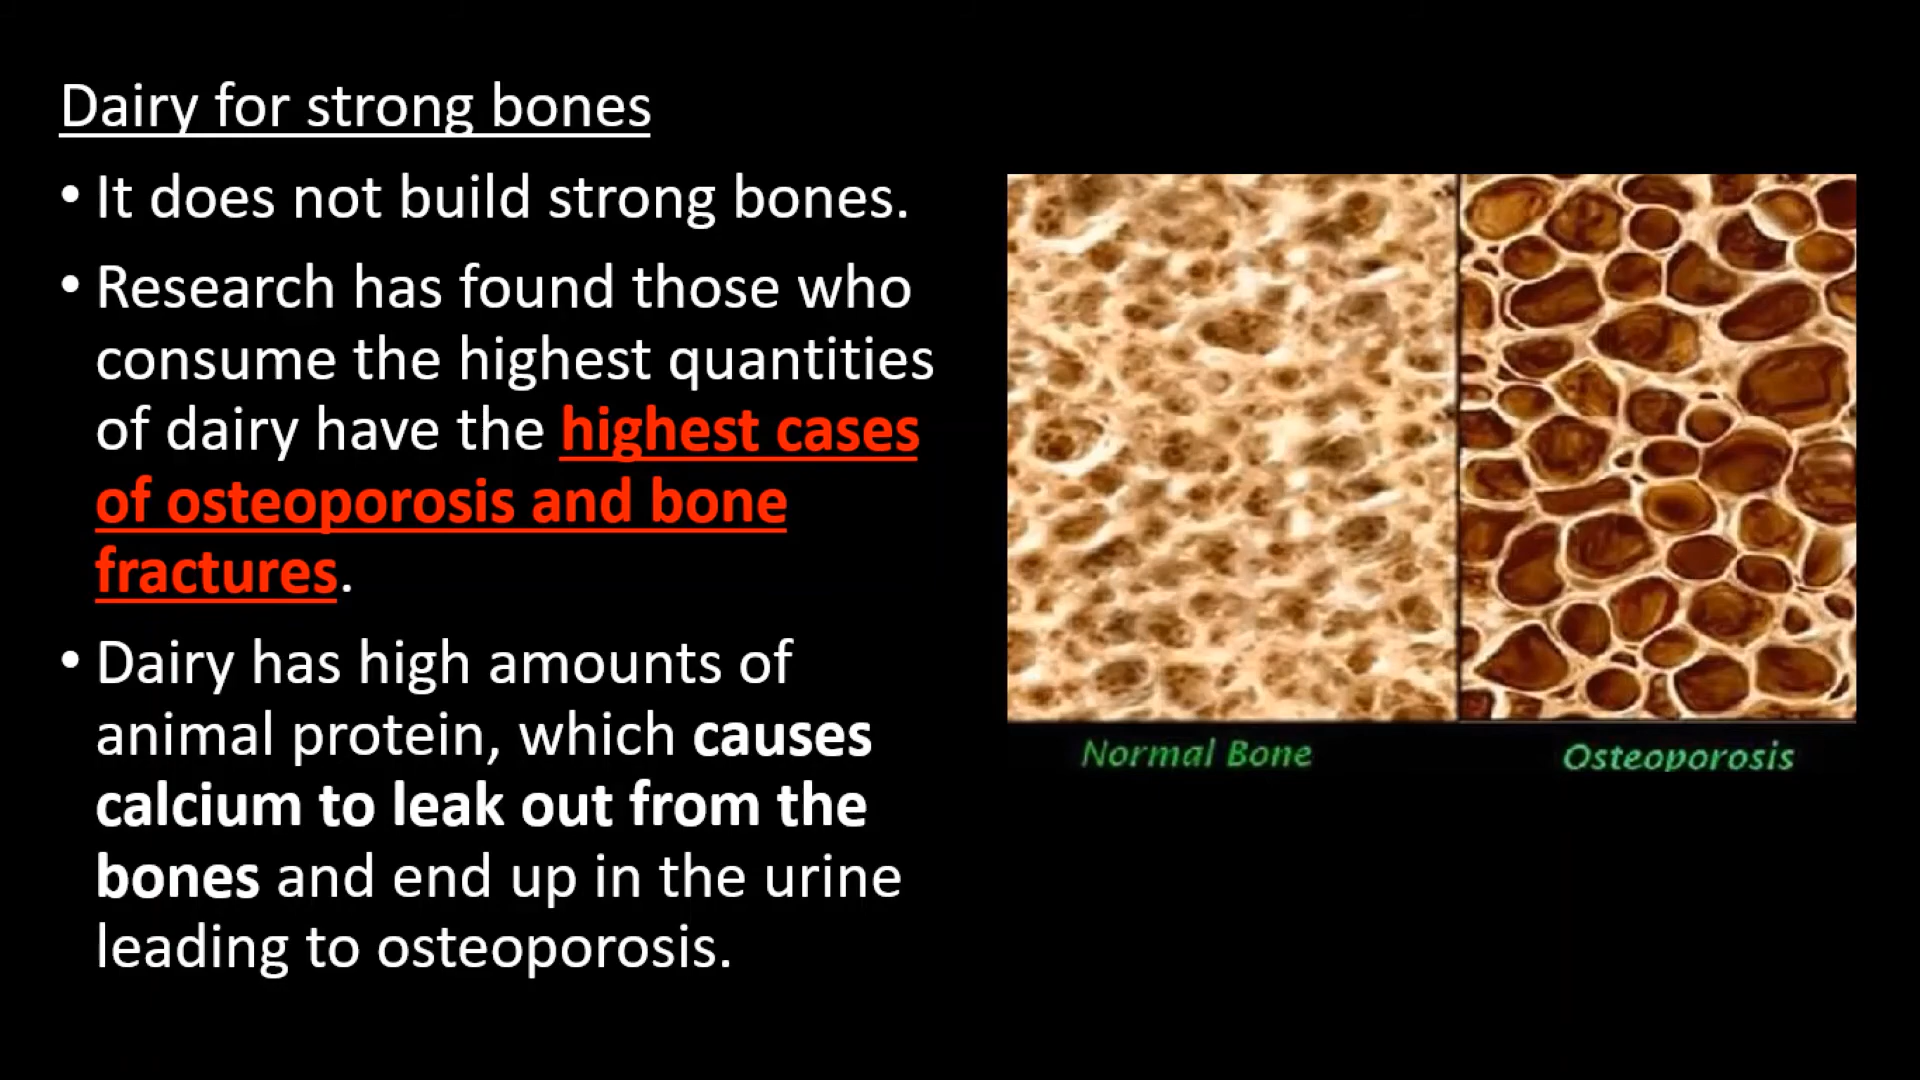 Dairy for strong bones
• It does not build strong bones.
• Research has found those who
consume the highest quantities
of dairy have the highest cases
of osteoporosis and bone
fractures.
• Dairy has high amounts of
animal protein, which causes
calcium to leak out from the
bones and end up in the urine
leading to osteoporosis.
Normal Bone
Osteoporosis